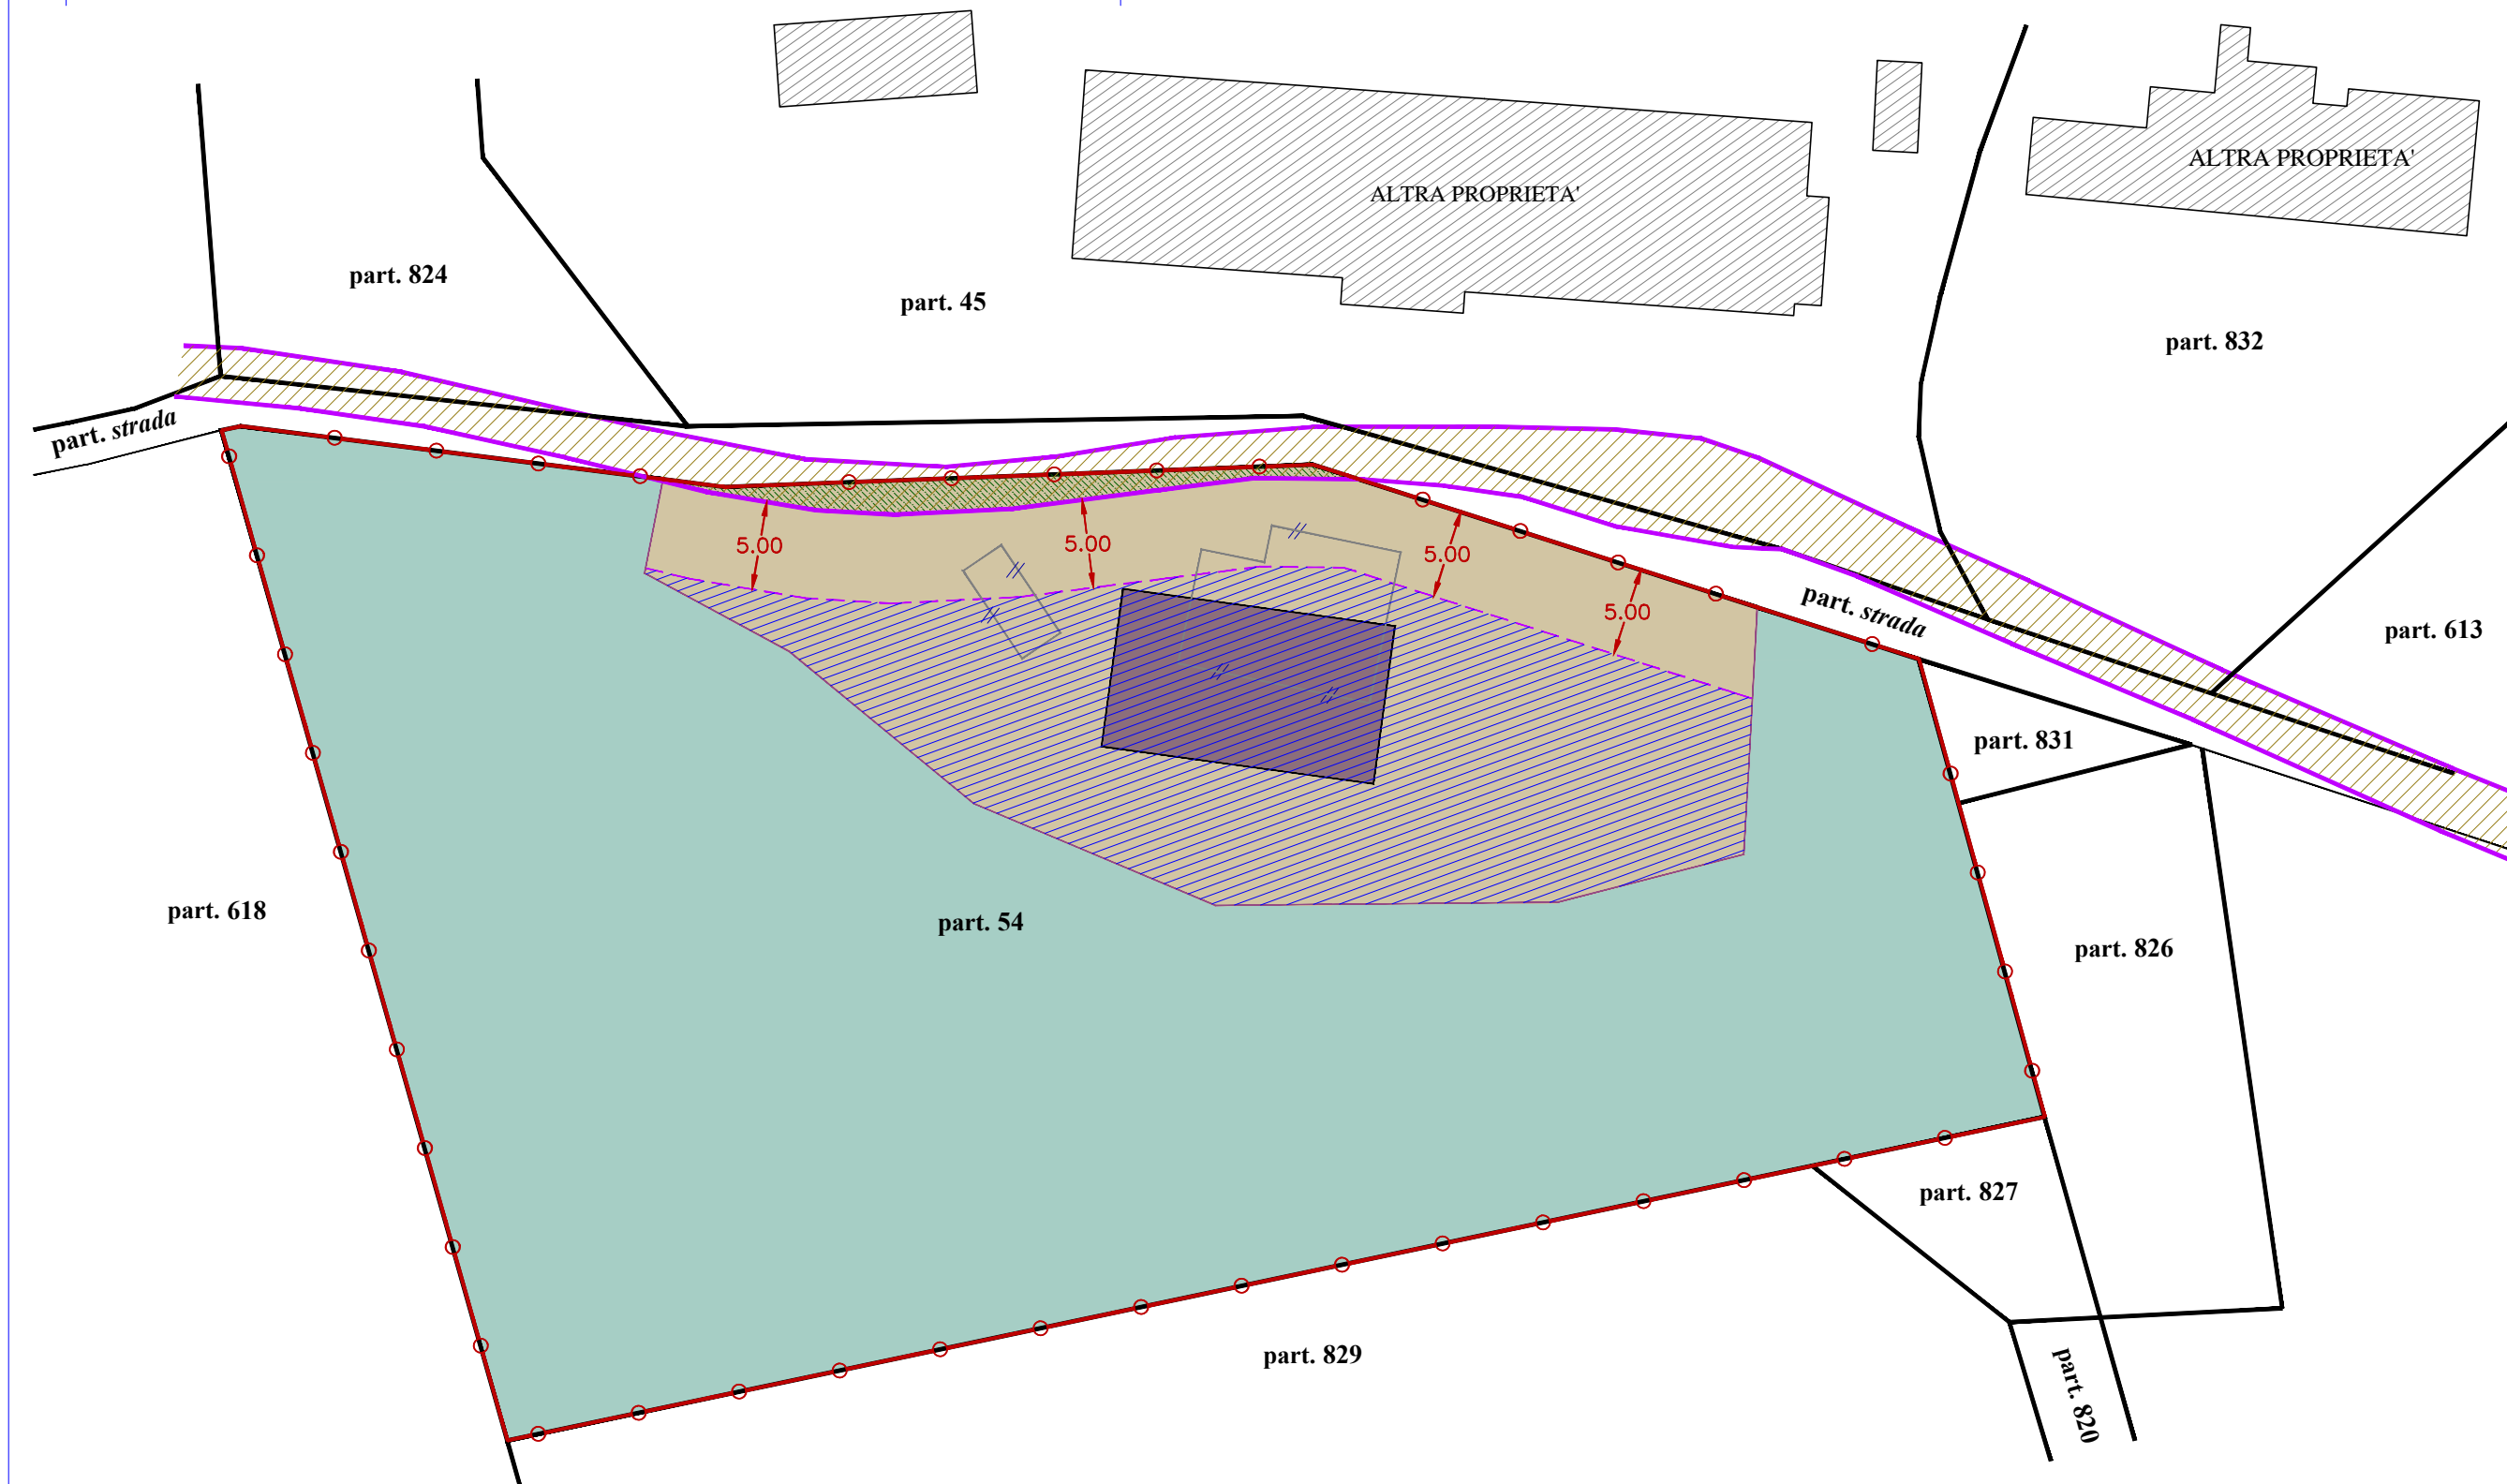 ALTRA PROPRIETA'
ALTRA PROPRIETA'
part. 824
part. 45
part. 832
part. strada
5.00
5.00
5.00
5.00
part. strada
part. 613
part. 831
part. 618
part. 54
part. 826
part. 827
part. 829
part. 820